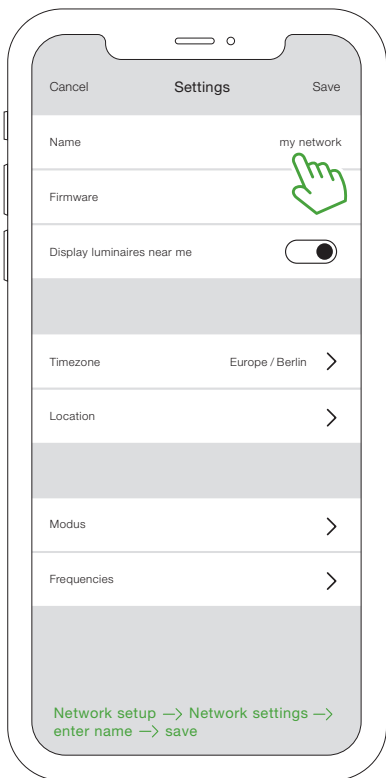 Cancel Settings Save
Name my network
Firmware
Display luminaires near me
Timezone Europe / Berlin
Location
Modus
Frequencies
Network setup —> Network settings —>
enter name —> save